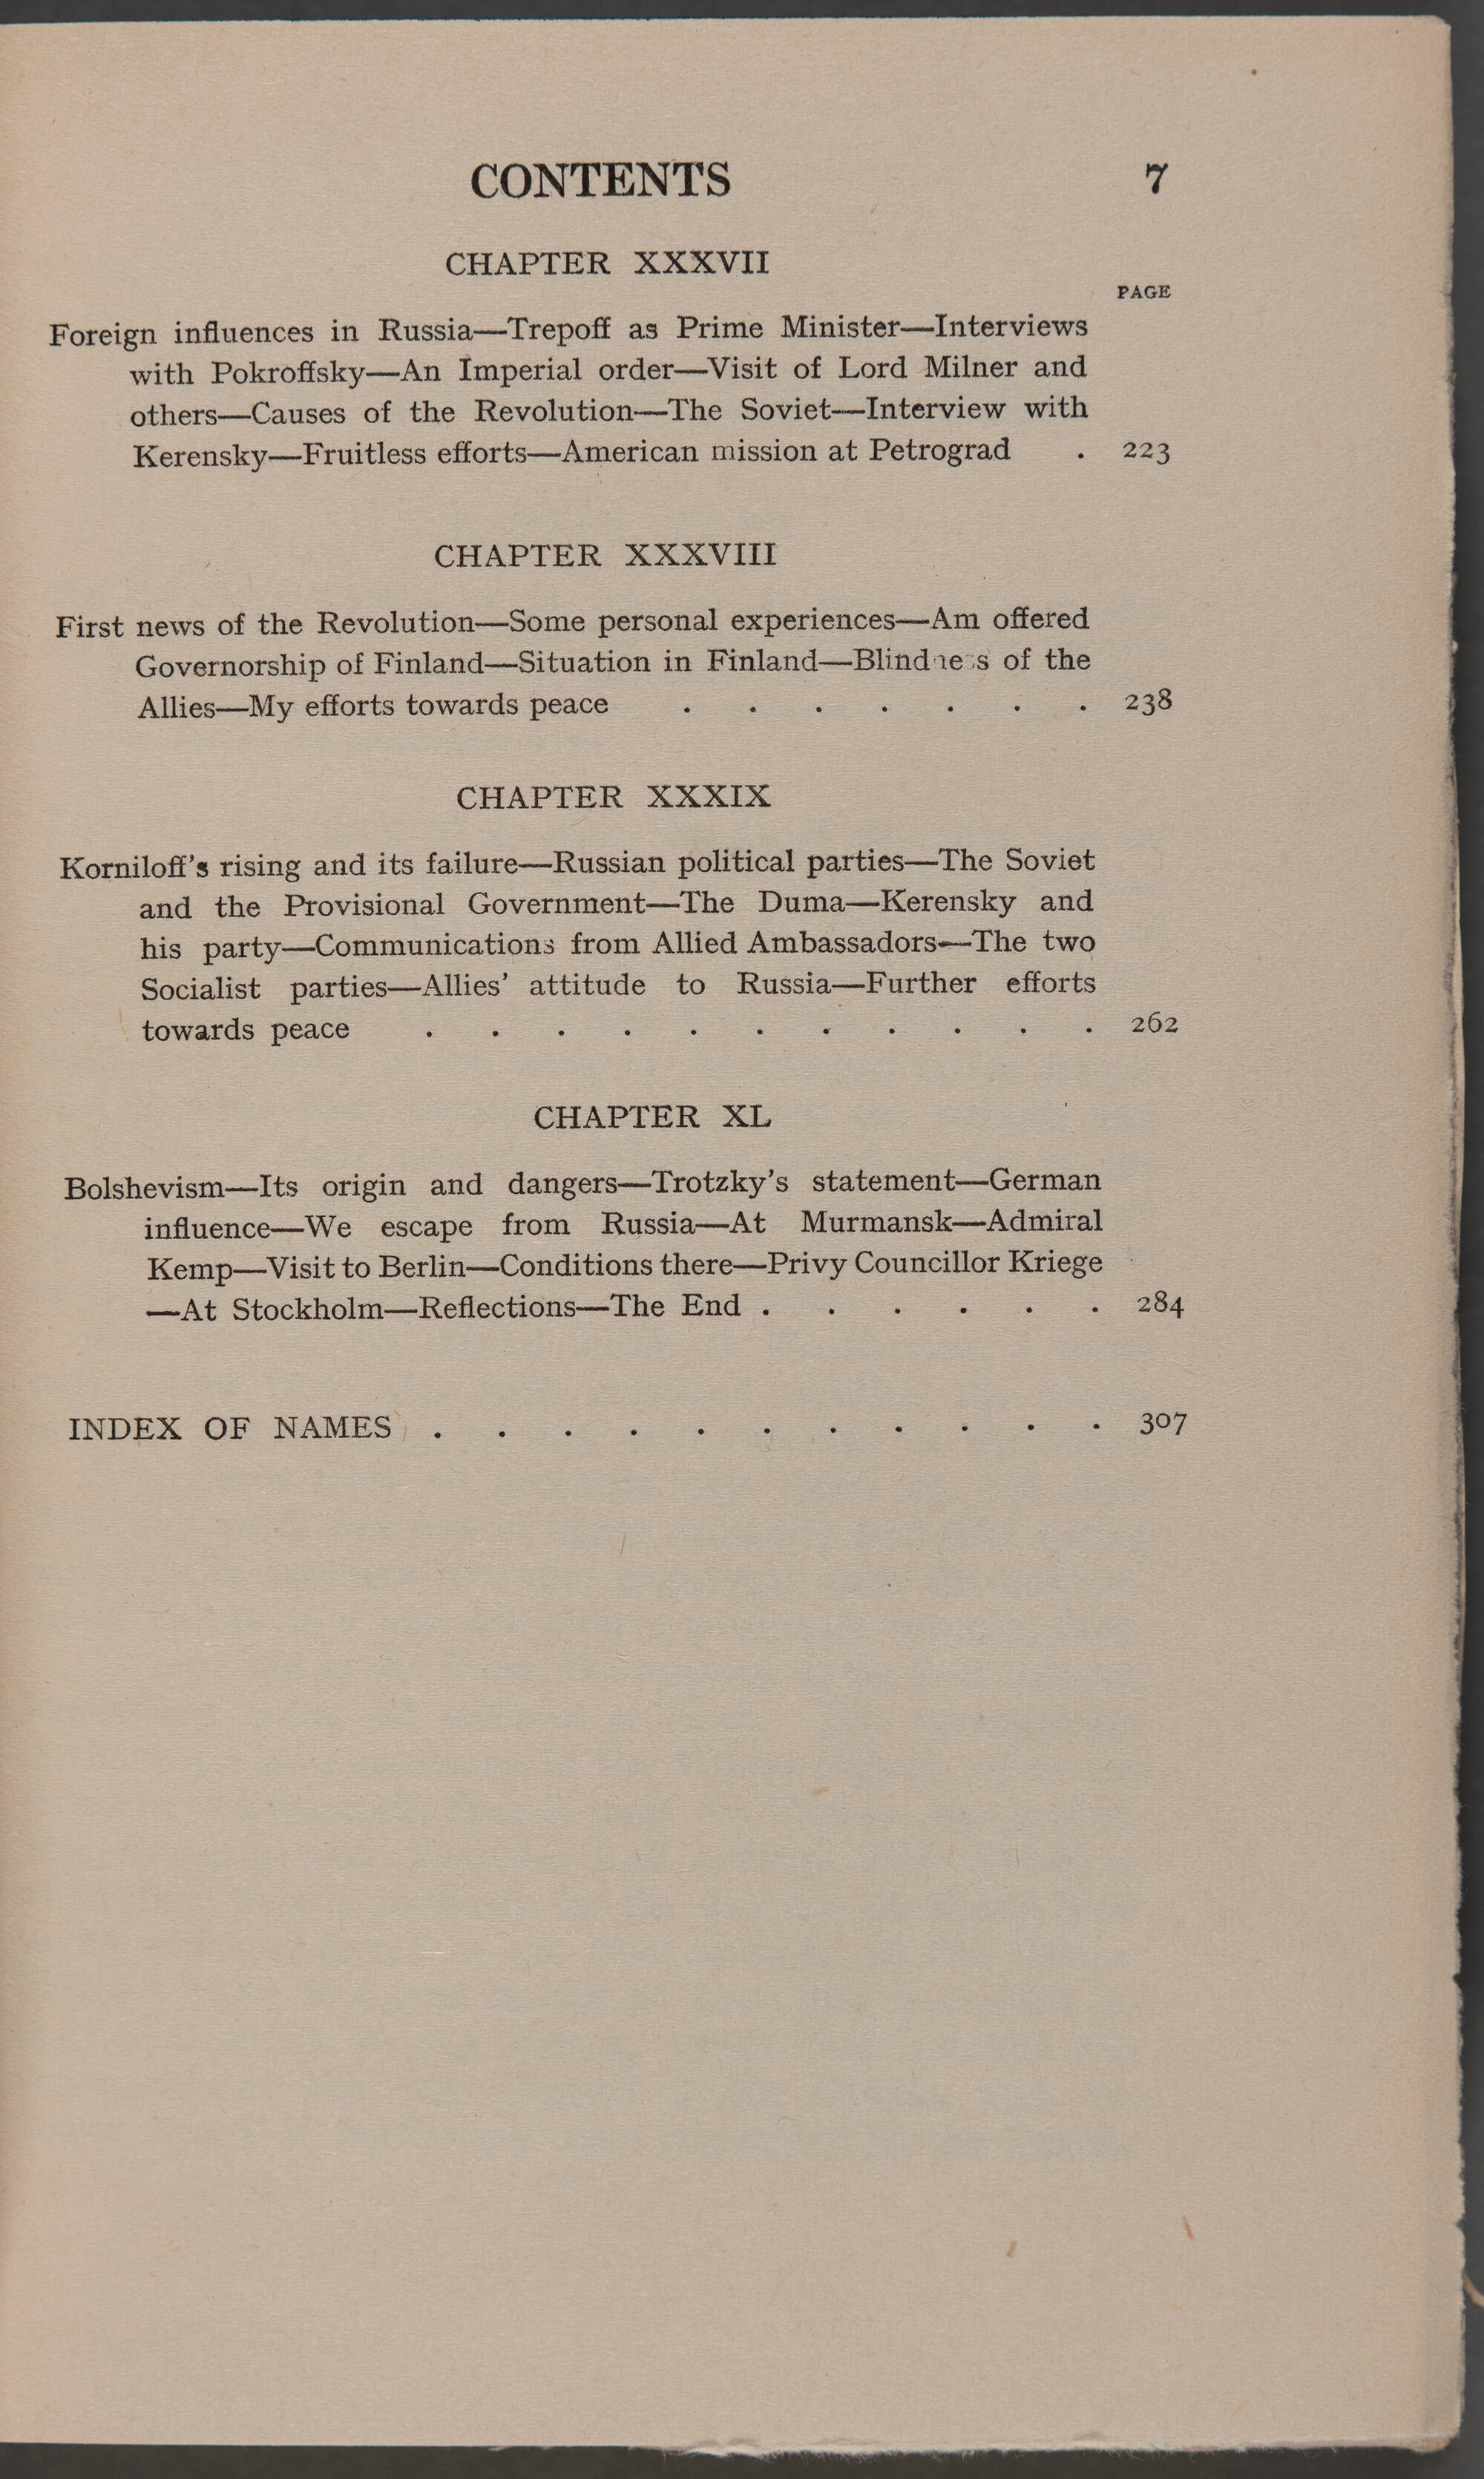 CONTENTS 7
CHAPTER XXXVII
PAGE
Foreign influences in Russia—Trepoff as Prime Minister—Interviews
with Pokroffsky—An Imperial order—Visit of Lord Milner and
others—Causes of the Revolution—The Soviet—Interview with
Kerensky—Fruitless efforts—American mission at Petrograd . 223
CHAPTER XXXVIII
First news of the Revolution—Some personal experiences—Am offered
Governorship of Finland—Situation in Finland—Blindness of the
Allies—My efforts towards peace . . . . . . . 238
CHAPTER XXXIX
Korniloff's rising and its failure—Russian political parties—The Soviet
and the Provisional Government—The Duma—Kerensky and
his party—Communications from Allied Ambassadors—The two
Socialist parties—Allies' attitude to Russia—Further efforts
towards peace . . . . . . . . . . . 262
CHAPTER XL
Bolshevism—Its origin and dangers—Trotzky's statement—German
influence—We escape from Russia—At Murmansk—Admiral
Kemp—Visit to Berlin—Conditions there—Privy Councillor Kriege
—At Stockholm—Reflections—The End . . . . . . 284
INDEX OF NAMES . . . . . . . . . . . 307